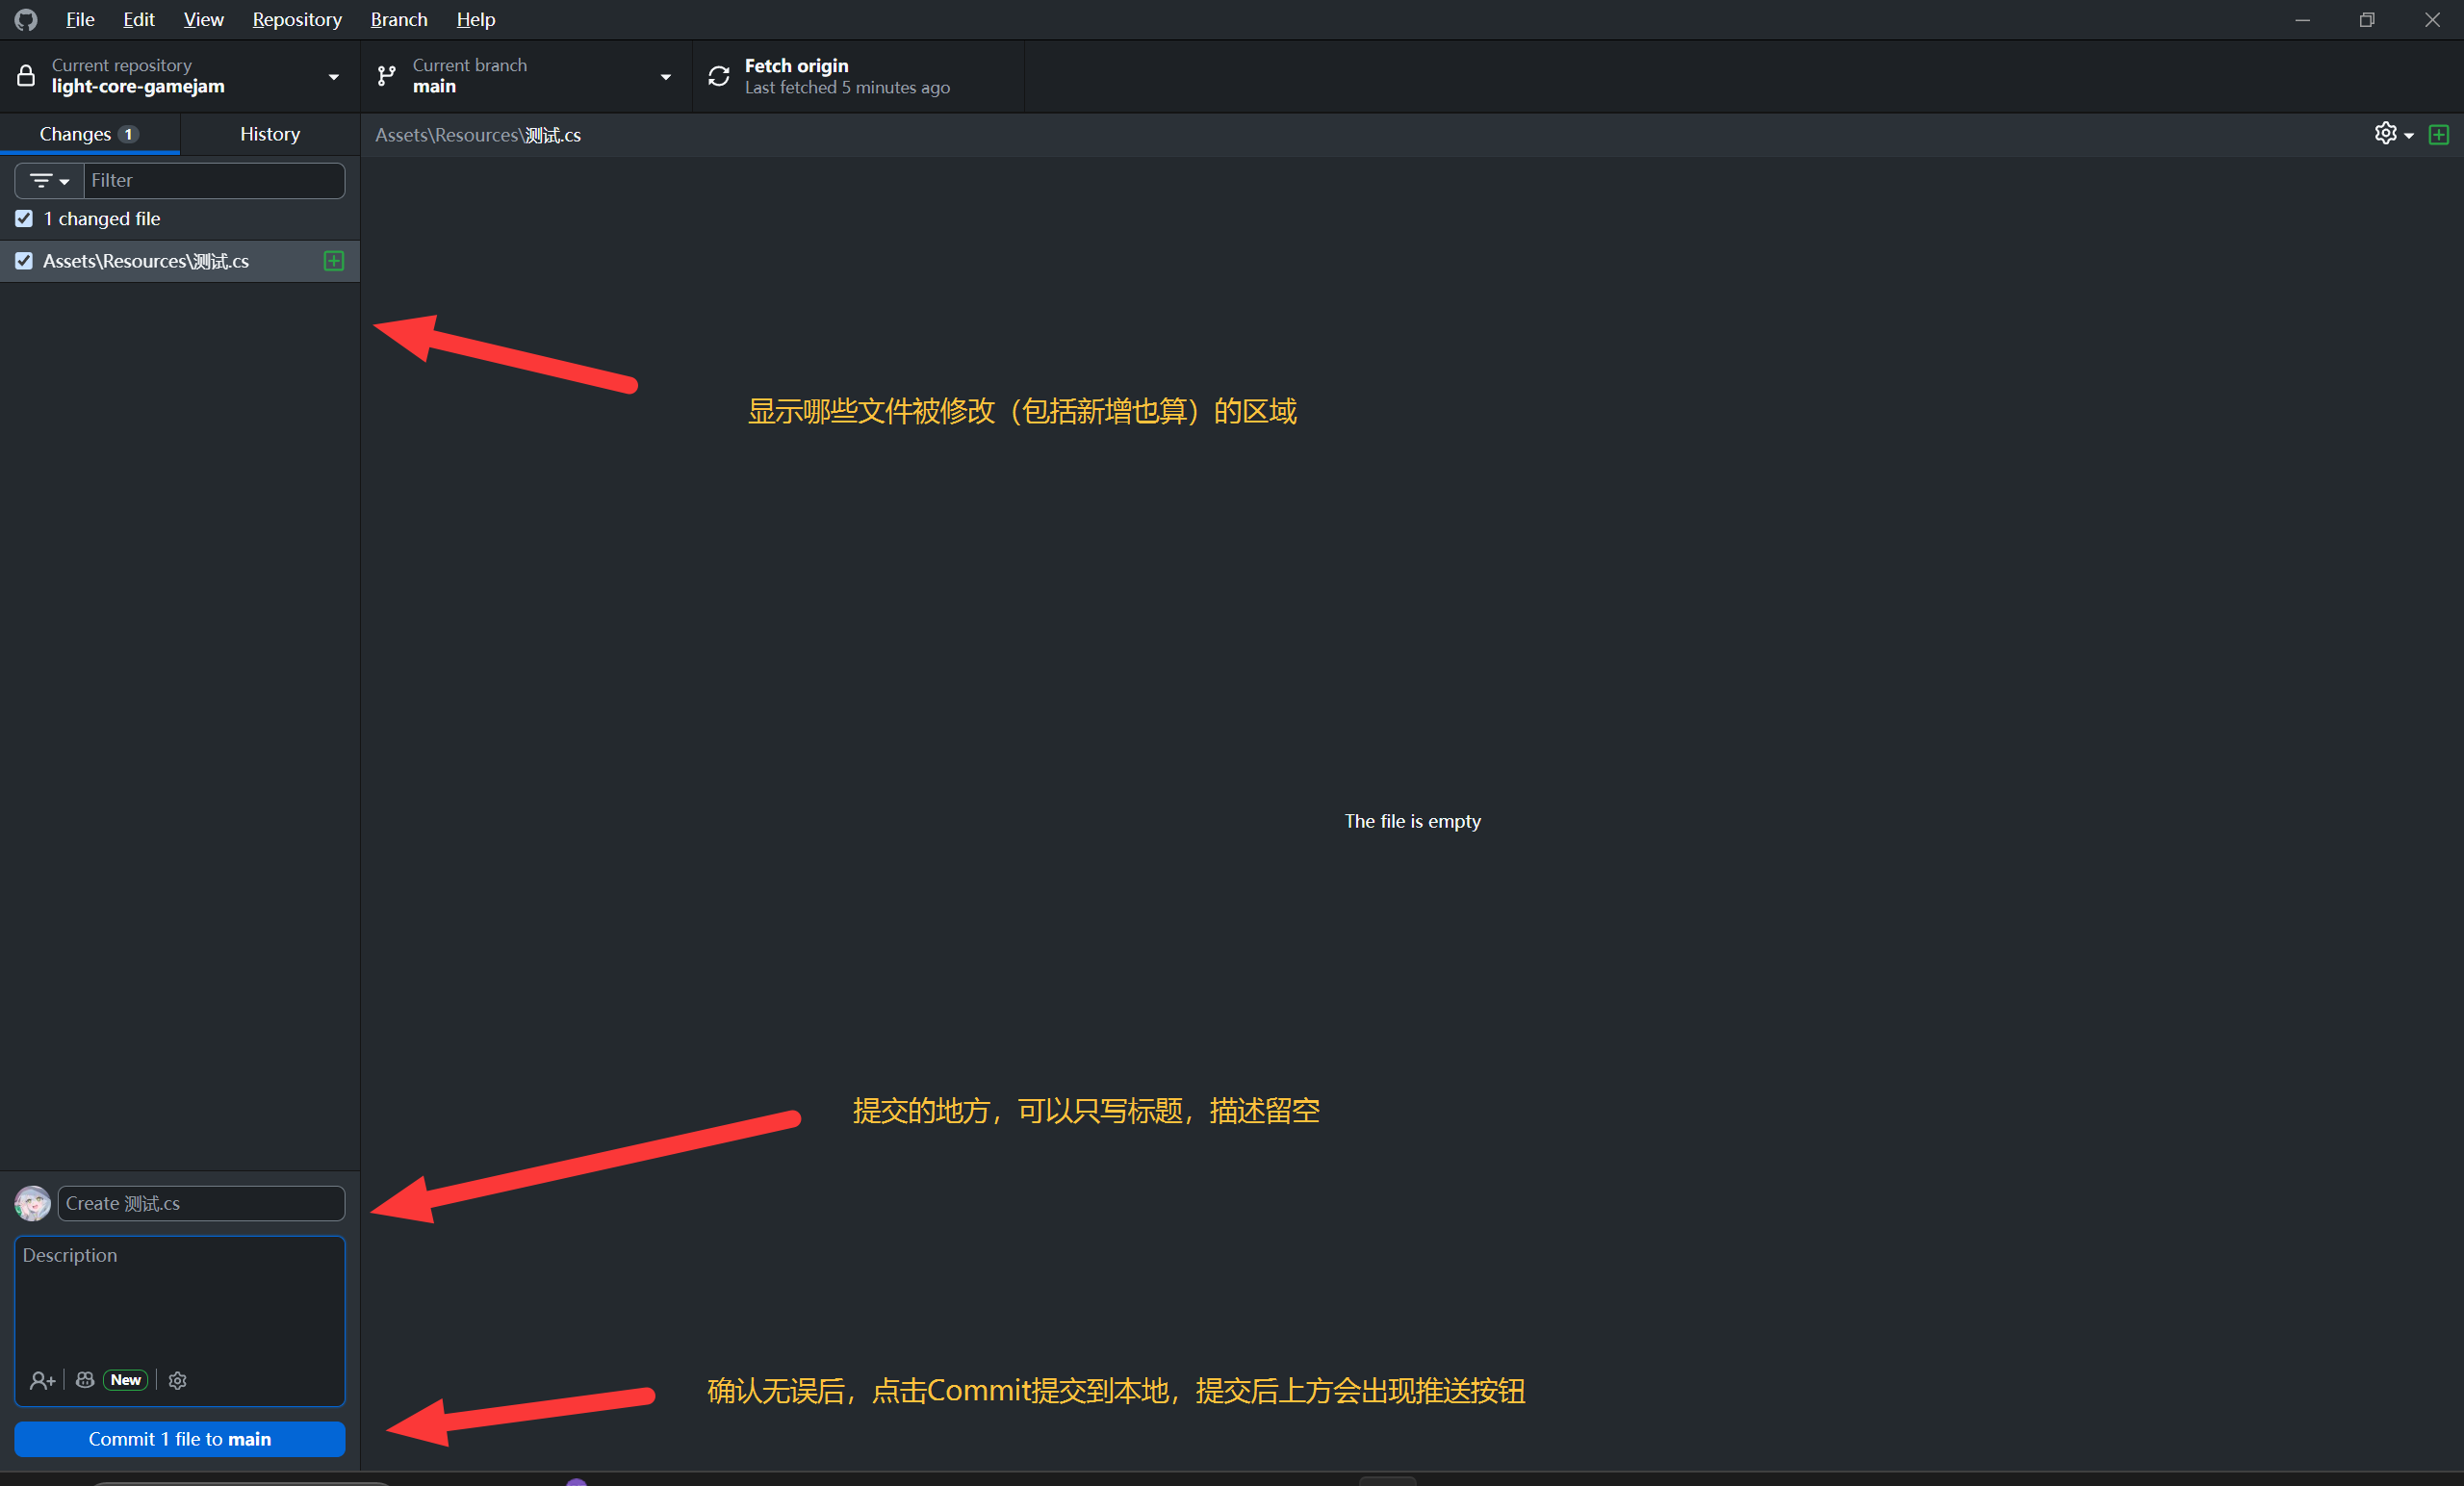 File Edit View Repository Branch Help
Current repository
light-core-gamejam
Current branch
main
Fetch origin
Last fetched 5 minutes ago
Changes 1
History
Assets\Resources\测试.cs
Filter
1 changed file
Assets\Resources\测试.cs
显示哪些文件被修改（包括新增也算）的区域
The file is empty
提交的地方，可以只写标题，描述留空
Create 测试.cs
Description
New
确认无误后，点击Commit提交到本地，提交后上方会出现推送按钮
Commit 1 file to main